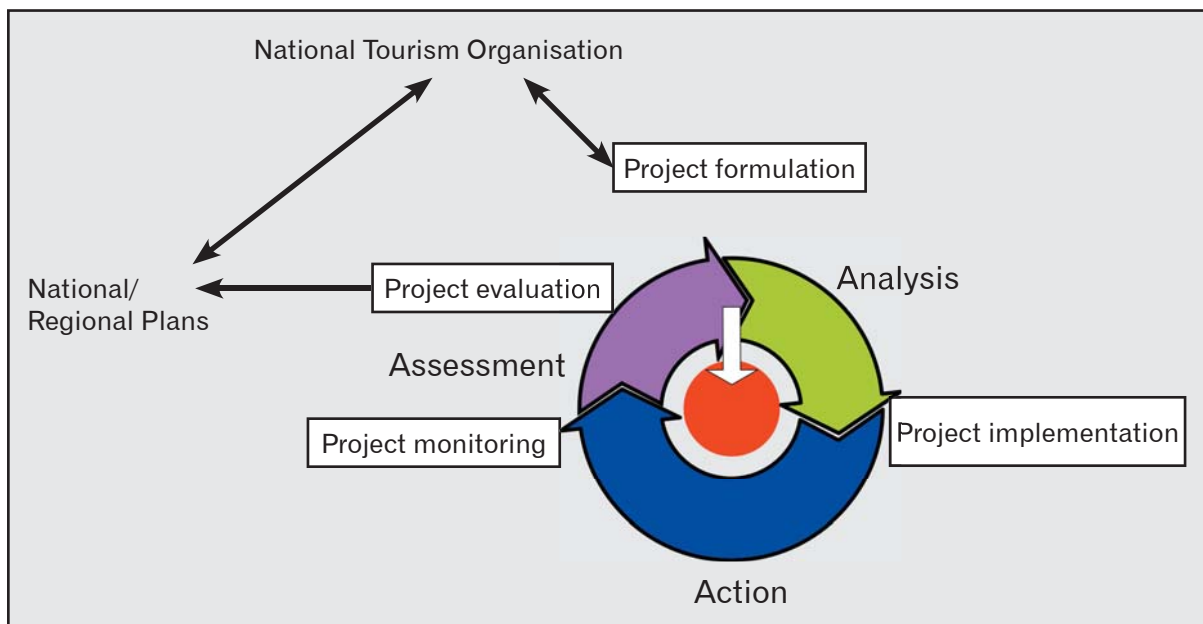 National Tourism Organisation
Project formulation
Analysis
Project evaluation
National/
Regional Plans
Assessment
Project monitoring
Project implementation
Action